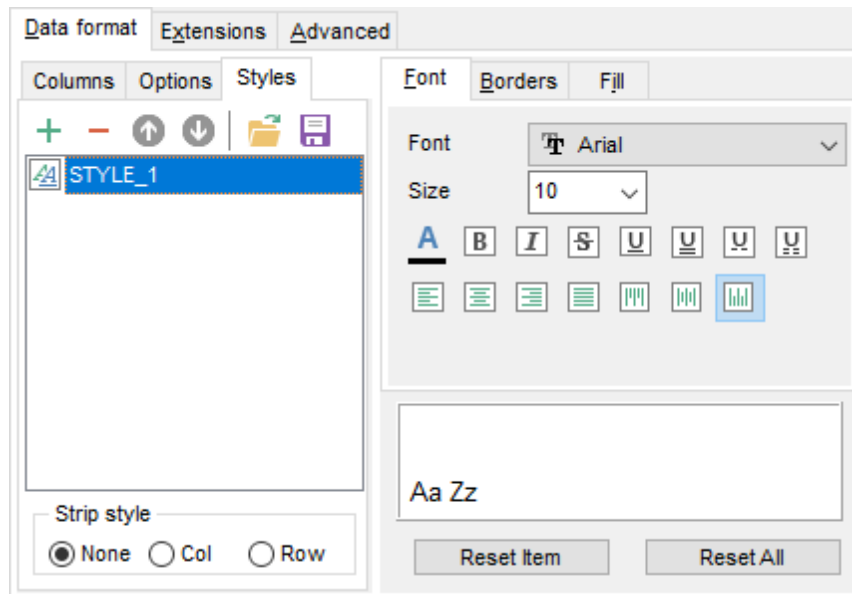 Data format Extensions Advanced
Columns Options Styles
STYLE_1
Strip style
None Col Row
Font Borders Fill
Font Arial
Size 10
A B I S U U U U
Aa Zz
Reset Item Reset All